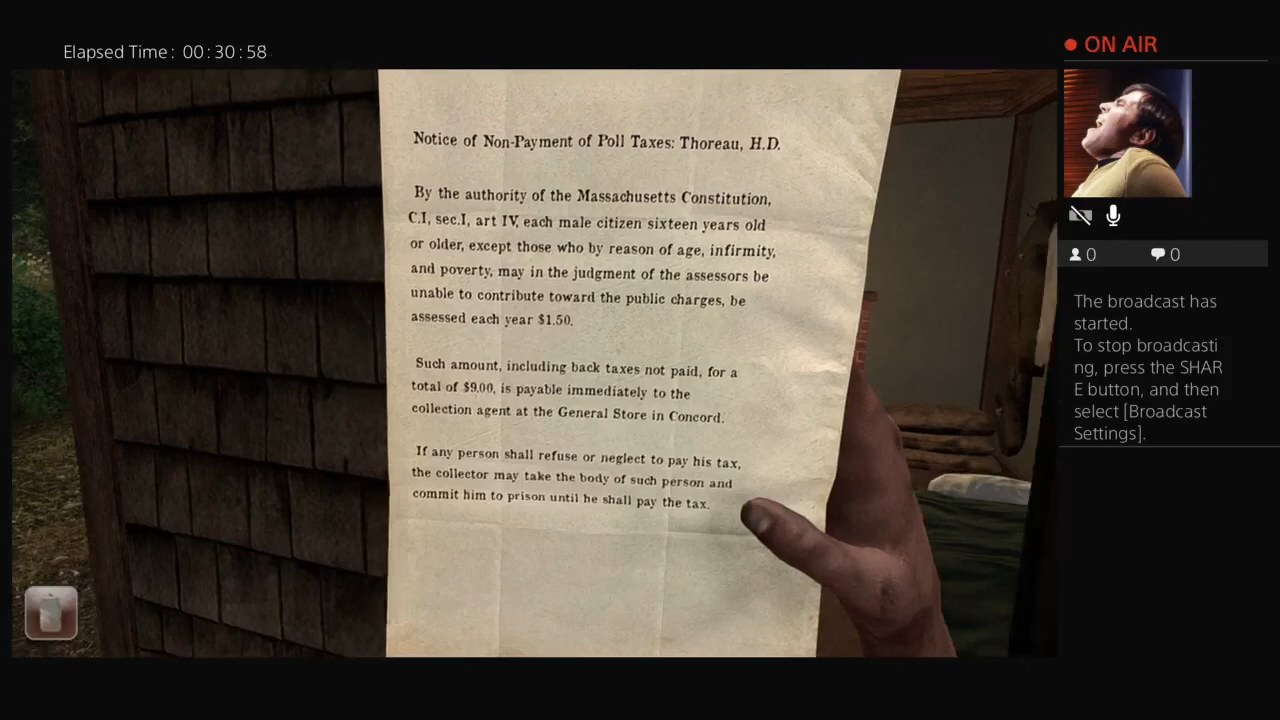 Elapsed Time: 00:30:58
ON AIR
Notice of Non-Payment of Poll Taxes: Thoreau, H.D.
By the authority of the Massachusetts Constitution,
C.I, sec.I, art IV, each male citizen sixteen years old
or older, except those who by reason of age, infirmity,
and poverty, may in the judgment of the assessors be
unable to contribute toward the public charges, be
assessed each year $1.50.
Such amount, including back taxes not paid, for a
total of $9.00, is payable immediately to the
collection agent at the General Store in Concord.
If any person shall refuse or neglect to pay his tax,
the collector may take the body of such person and
commit him to prison until he shall pay the tax.
0
0
The broadcast has
started.
To stop broadcasti
ng, press the SHAR
E button, and then
select [Broadcast
Settings].